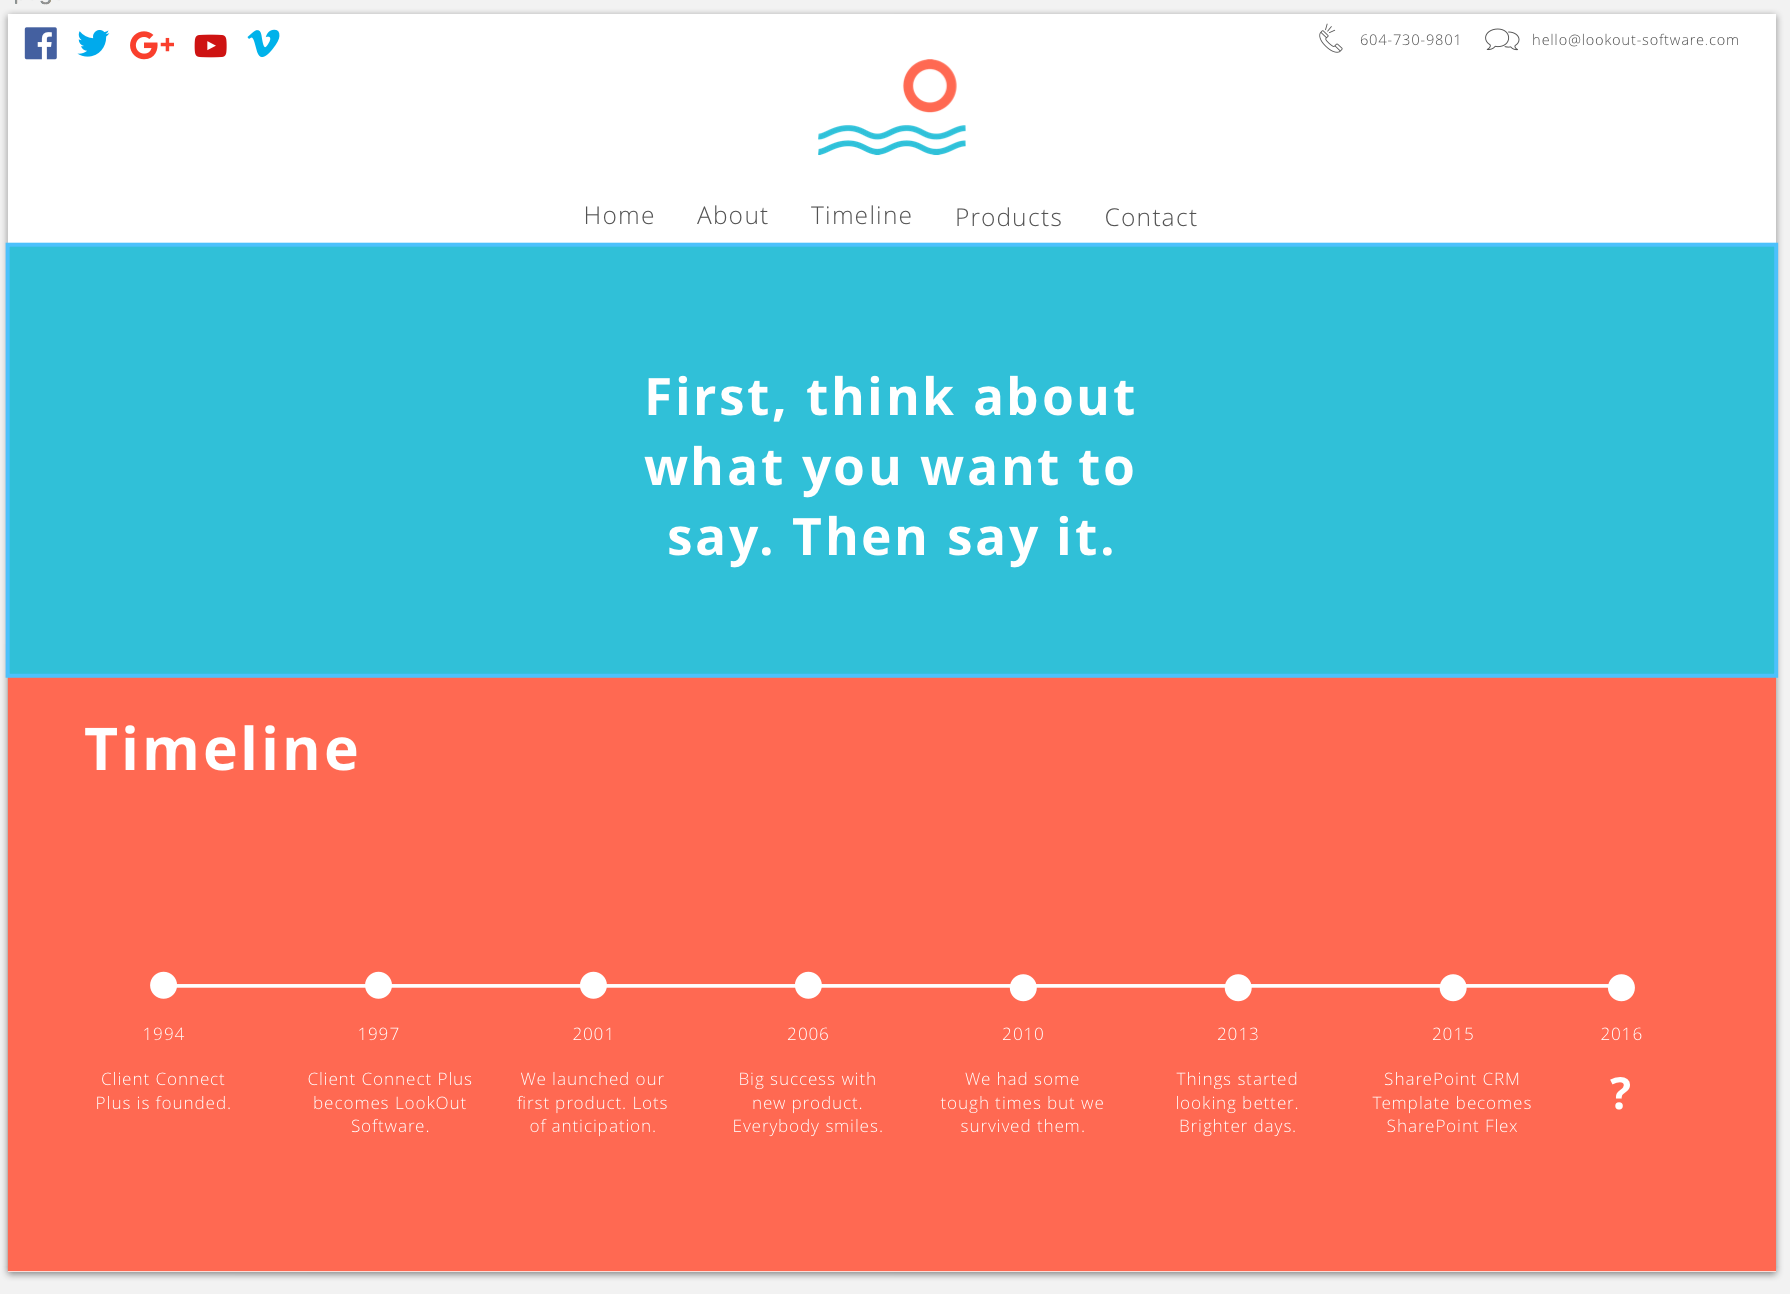 604-730-9801 hello@lookout-software.com
Home About Timeline Products Contact
First, think about
what you want to
say. Then say it.
Timeline
1994
Client Connect
Plus is founded.
1997
Client Connect Plus
becomes LookOut
Software.
2001
We launched our
first product. Lots
of anticipation.
2006
Big success with
new product.
Everybody smiles.
2010
We had some
tough times but we
survived them.
2013
Things started
looking better.
Brighter days.
2015
SharePoint CRM
Template becomes
SharePoint Flex
2016
?